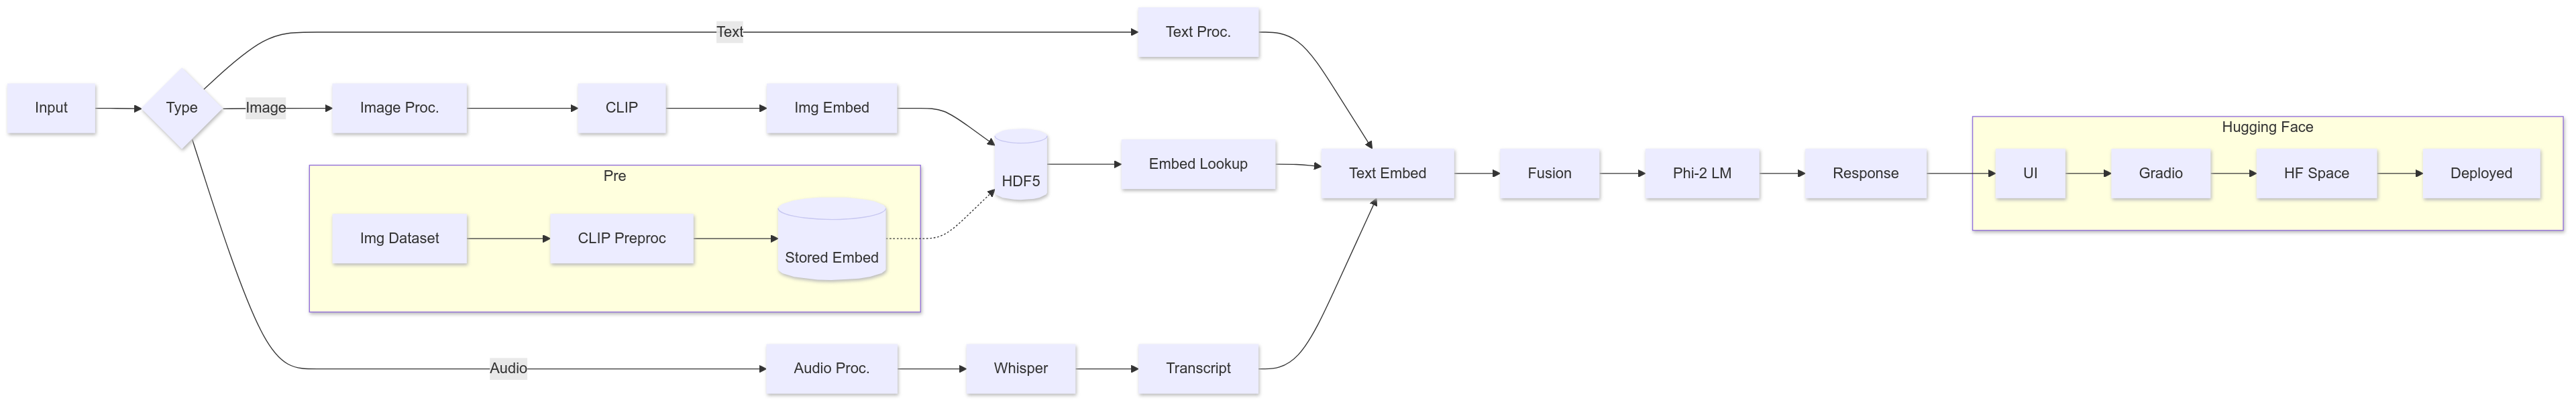 Text
Text Proc.
Input
Type
Image
Image Proc.
CLIP
Img Embed
Pre
Img Dataset
CLIP Preproc
Stored Embed
HDF5
Embed Lookup
Audio
Audio Proc.
Whisper
Transcript
Text Embed
Fusion
Phi-2 LM
Response
Hugging Face
UI
Gradio
HF Space
Deployed